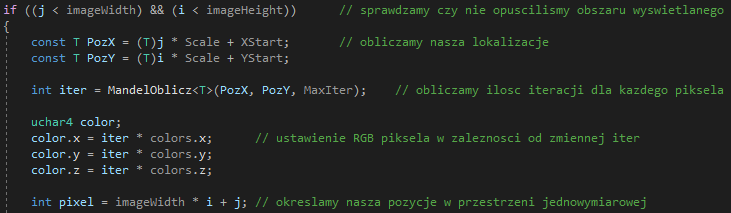 if ((j < imageWidth) && (i < imageHeight)) // sprawdzamy czy nie opuscilismy obszaru wyswietlanego
{
const T PozX = (T)j * Scale + XStart; // obliczamy nasza lokalizacje
const T PozY = (T)i * Scale + YStart;
int iter = MandelOblicz<T>(PozX, PozY, MaxIter); // obliczamy ilosc iteracji dla kazdego piksela
uchar4 color;
color.x = iter * colors.x; // ustawienie RGB piksela w zaleznosci od zmiennej iter
color.y = iter * colors.y;
color.z = iter * colors.z;
int pixel = imageWidth * i + j; // okreslamy nasza pozycje w przestrzeni jednowymiarowej